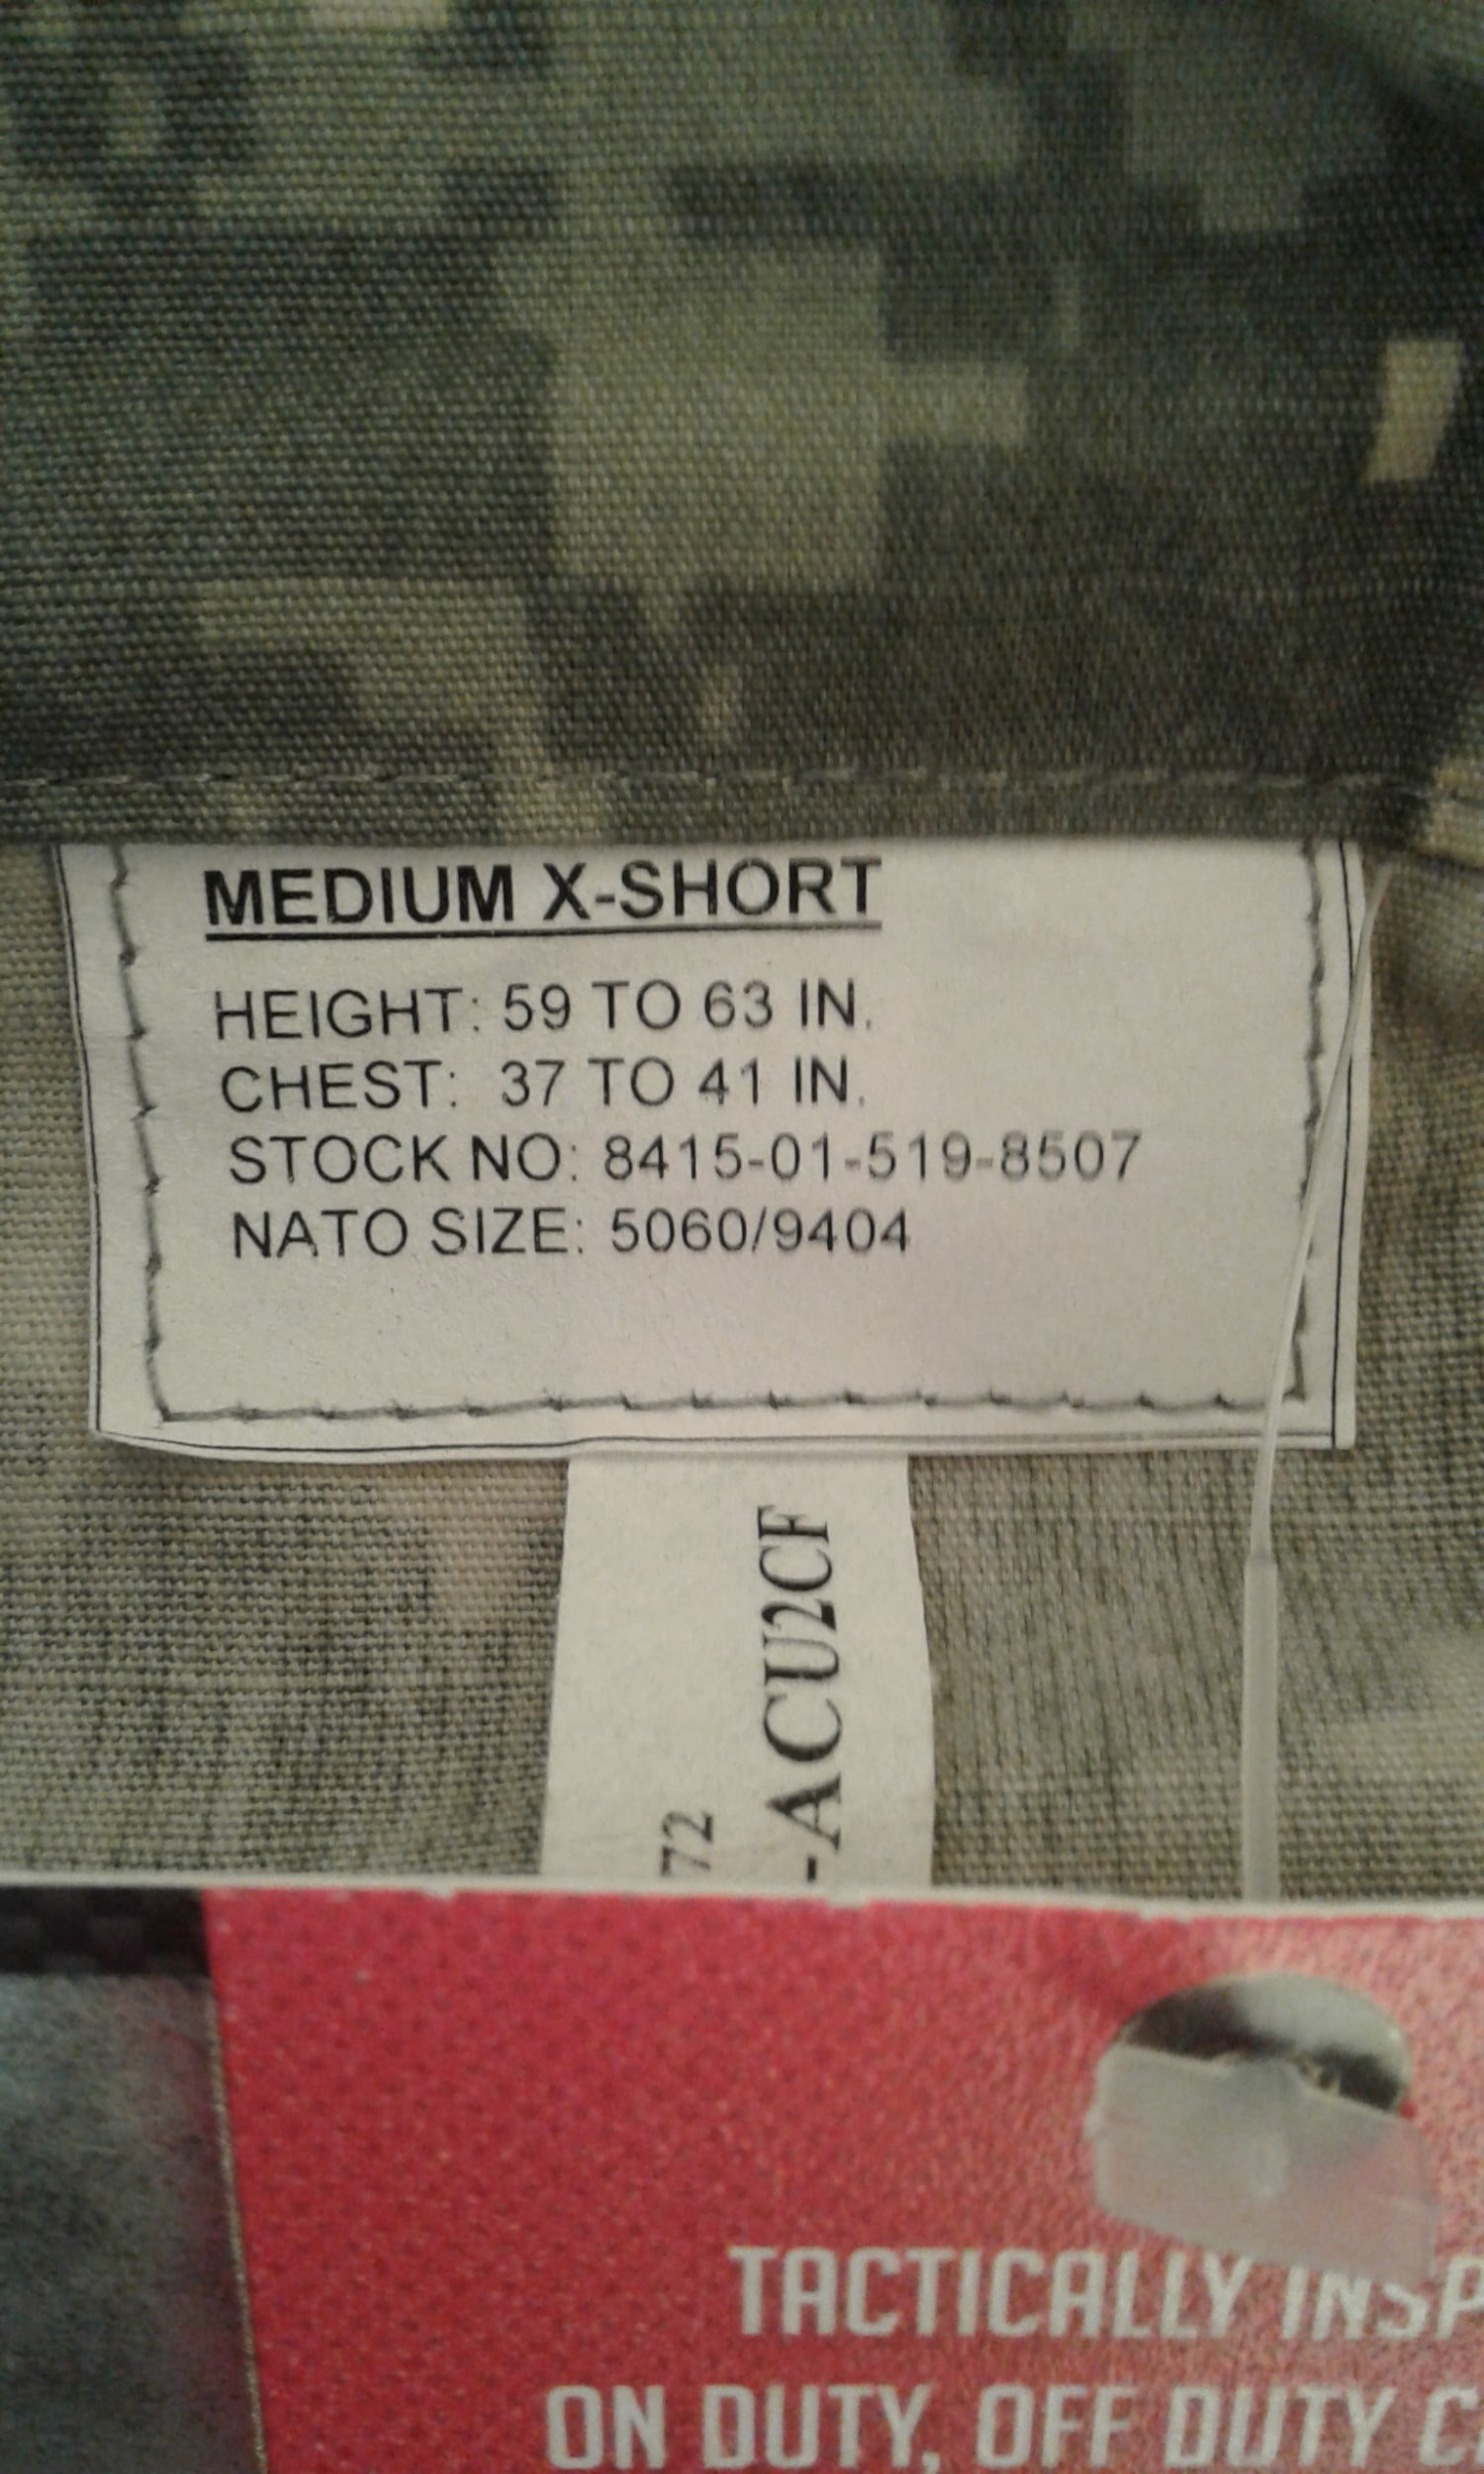 MEDIUM X-SHORT
HEIGHT: 59 TO 63 IN.
CHEST: 37 TO 41 IN.
STOCK NO: 8415-01-519-8507
NATO SIZE: 5060/9404
72
-ACU2CF
TACTICALLY INSP
ON DUTY, OFF DUTY C